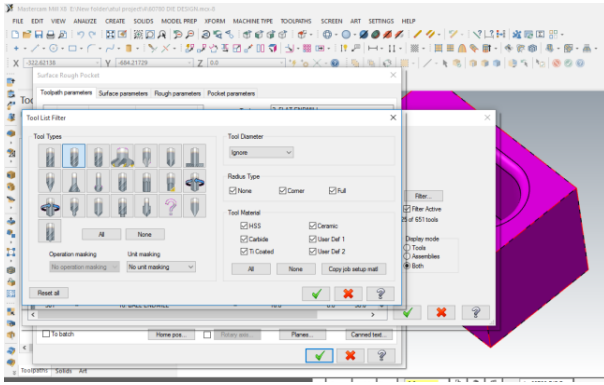 Mastercam Mill X9
FILE EDIT VIEW ANALYZE CREATE SOLIDS MODEL PREP XFORM MACHINE TYPE TOOLPATHS SCREEN ART SETTINGS HELP
X -322.62138 Y -684.21729 Z 0.0
Surface Rough Pocket
Toolpath parameters Surface parameters Rough parameters Pocket parameters
Tool List Filter
Tool Types
Tool Diameter
Ignore
Radius Type
None Corner Full
Tool Material
HSS Ceramic
Carbide User Def 1
Ti Coated User Def 2
All None
All None Copy job setup matl
Operation masking Unit masking
No operation masking No unit masking
Reset all
Filter...
Filter Active
of 651 tools
Display mode
Tools
Assemblies
Both
To batch Home pos... Rotary axis... Planes... Canned text...
Toolpaths Solids Art